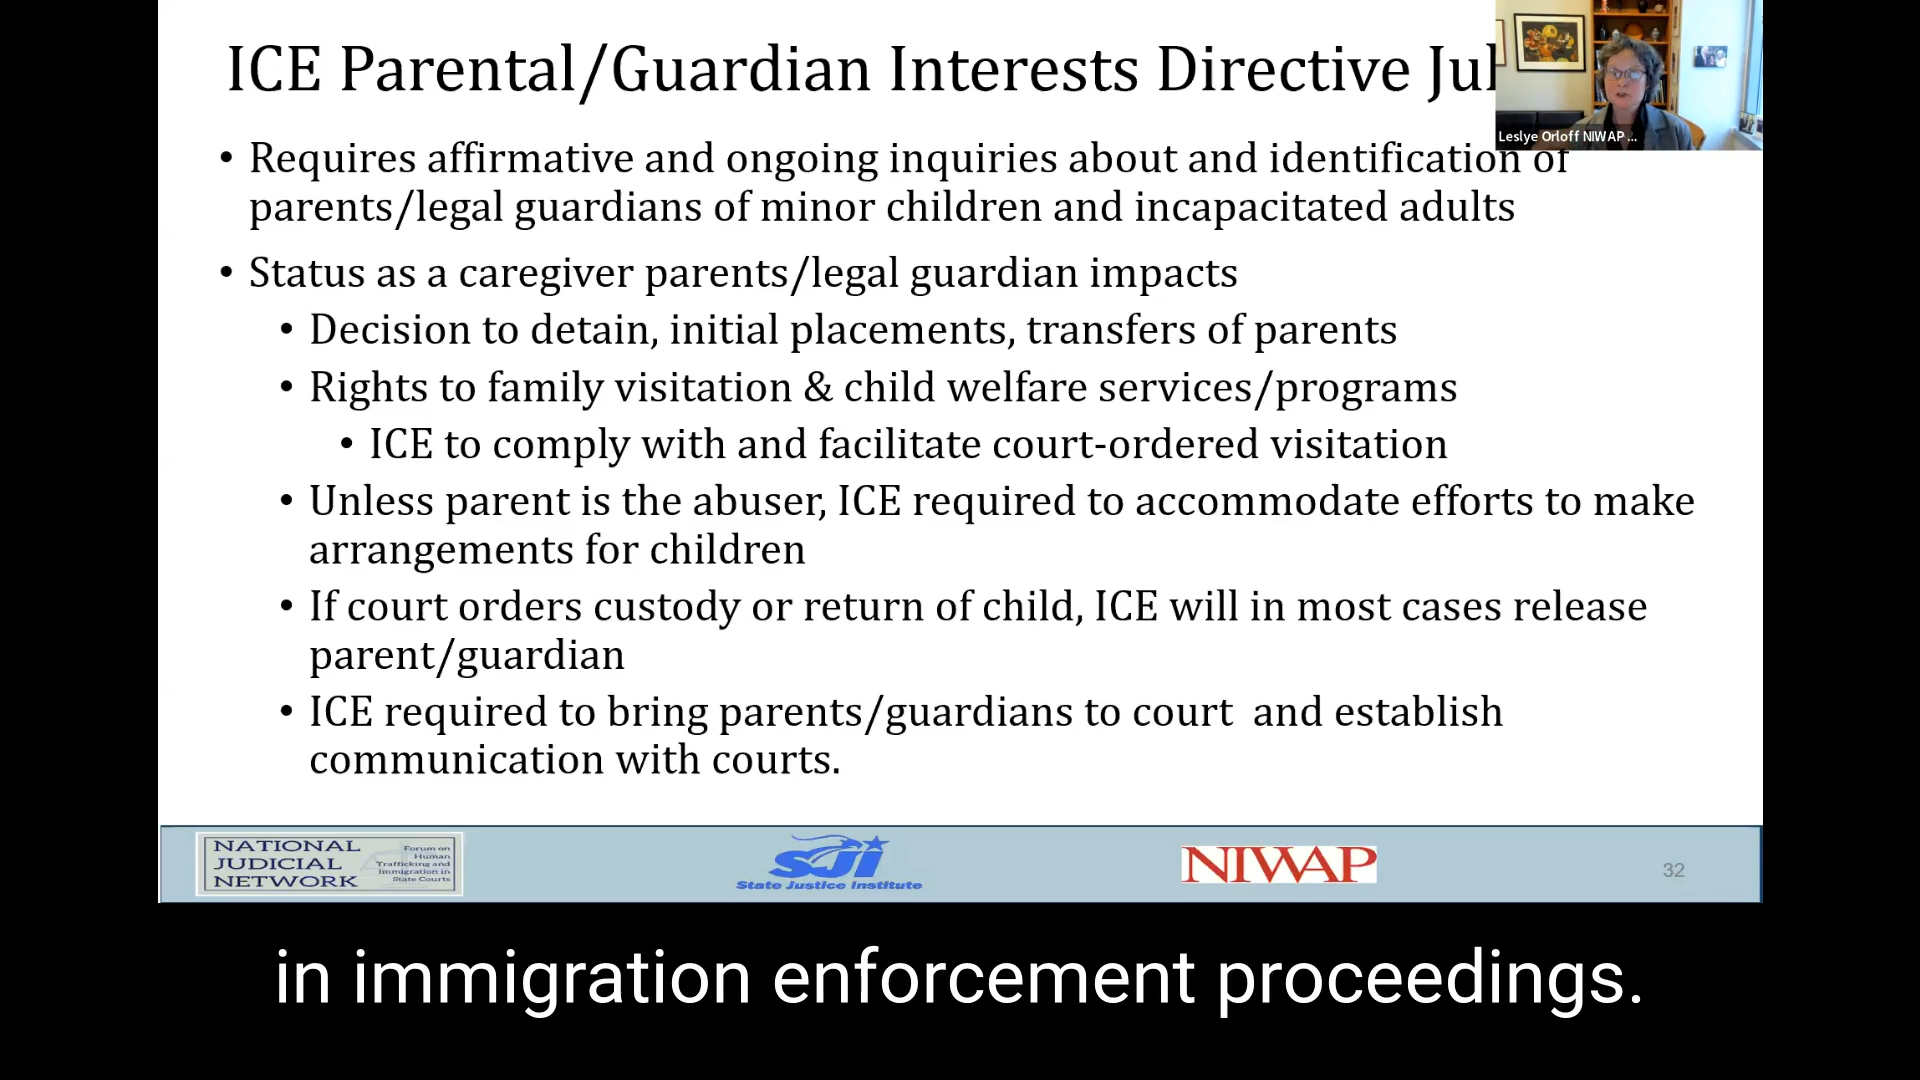 ICE Parental/Guardian Interests Directive Jul
Leslye Orloff NIWAP ...
• Requires affirmative and ongoing inquiries about and identification of
parents/legal guardians of minor children and incapacitated adults
• Status as a caregiver parents/legal guardian impacts
• Decision to detain, initial placements, transfers of parents
• Rights to family visitation & child welfare services/programs
• ICE to comply with and facilitate court-ordered visitation
• Unless parent is the abuser, ICE required to accommodate efforts to make
arrangements for children
• If court orders custody or return of child, ICE will in most cases release
parent/guardian
• ICE required to bring parents/guardians to court  and establish
communication with courts.
NATIONAL
JUDICIAL
NETWORK
Forum on
Human
Trafficking and
Immigration in
State Courts
SJI
State Justice Institute
NIWAP
32
in immigration enforcement proceedings.